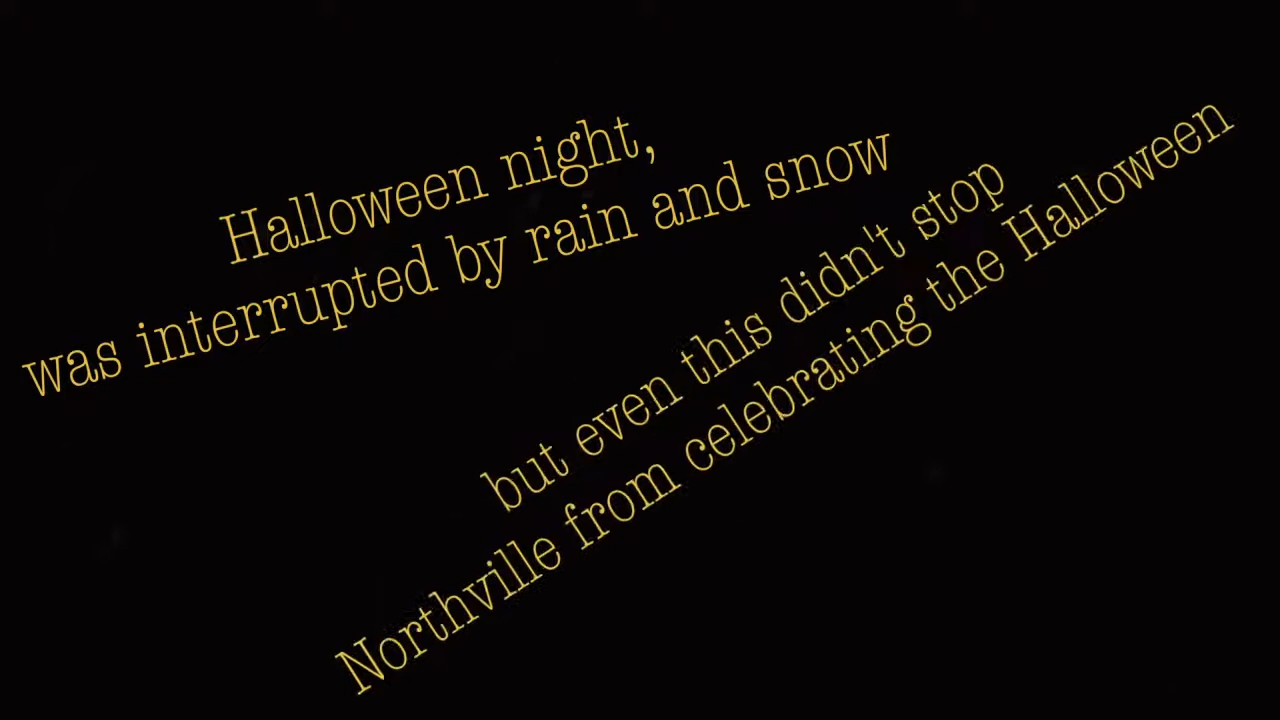 Halloween night,
was interrupted by rain and snow
but even this didn't stop
Northville from celebrating the Halloween